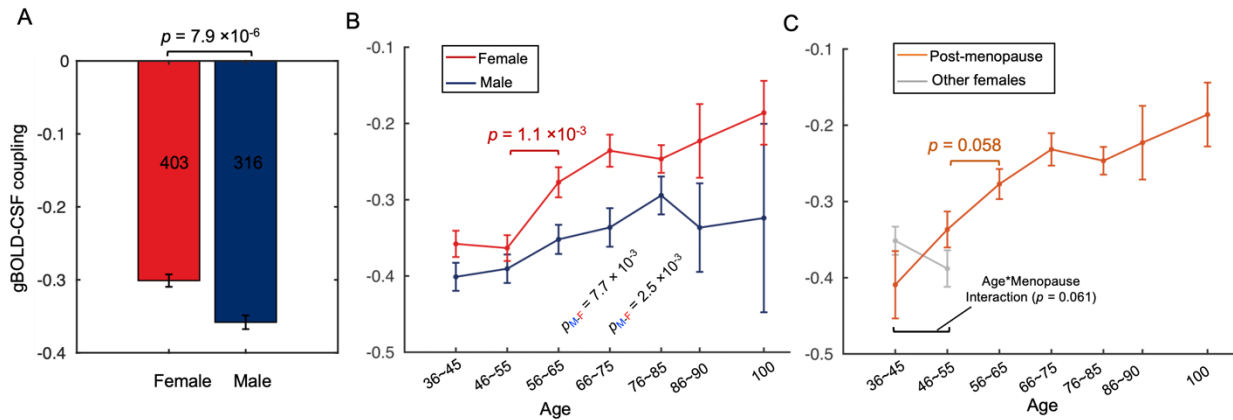 A
p = 7.9 ×10-6
0
-0.1
-0.2
-0.3
-0.4
gBOLD-CSF coupling
403
316
Female
Male
B
-0.1
-0.2
-0.3
-0.4
-0.5
Female
Male
p = 1.1 ×10-3
pM-F = 7.7 × 10-3
pM-F = 2.5 ×10-3
36~45
46~55
56~65
66~75
76~85
86~90
100
Age
C
-0.1
-0.2
-0.3
-0.4
-0.5
Post-menopause
Other females
p = 0.058
Age*Menopause
Interaction (p = 0.061)
36~45
46~55
56~65
66~75
76~85
86~90
100
Age